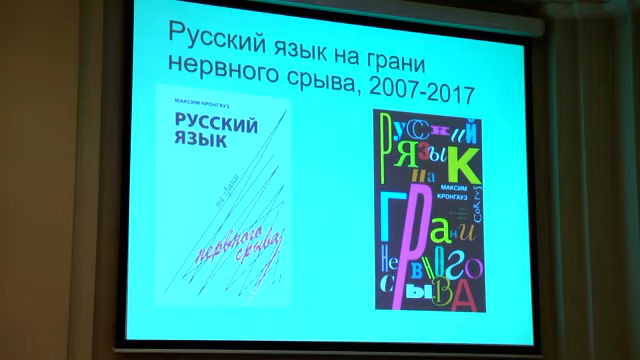 Русский язык на грани
нервного срыва, 2007-2017
МАКСИМ КРОНГАУЗ
РУССКИЙ
ЯЗЫК
на грани
нервного
срыва
Русский
язык
на
МАКСИМ
КРОНГАУЗ
CORPUS
грани
нервного
срыва